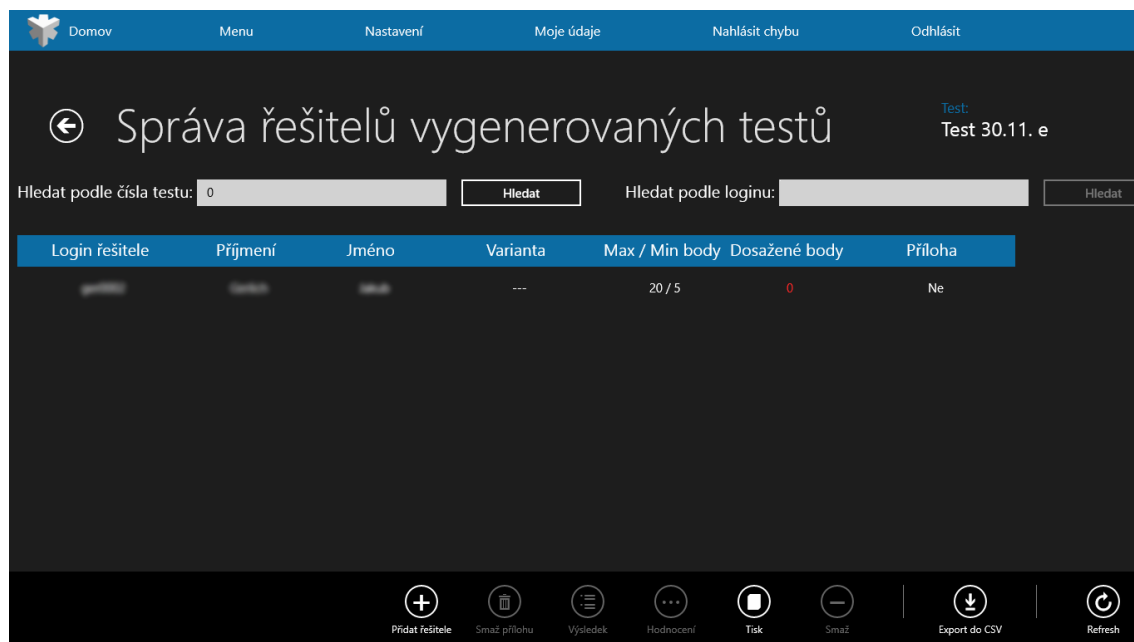 Domov Menu Nastavení Moje údaje Nahlásit chybu Odhlásit
Správa řešitelů vygenerovaných testů
Test:
Test 30.11. e
Hledat podle čísla testu: 0 Hledat Hledat podle loginu: Hledat
Login řešitele Příjmení Jméno Varianta Max / Min body Dosažené body Příloha
--- 20 / 5 0 Ne
Přidat řešitele Smaž přílohu Výsledek Hodnocení Tisk Smaž Export do CSV Refresh